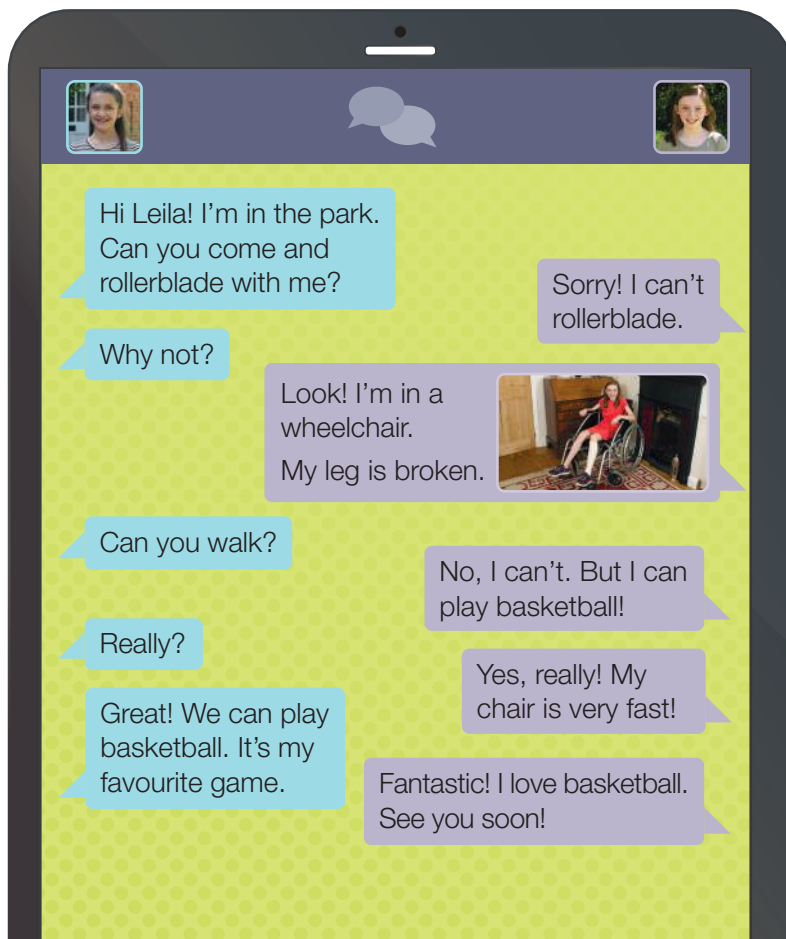 Hi Leila! I'm in the park.
Can you come and
rollerblade with me?
Sorry! I can't
rollerblade.
Why not?
Look! I'm in a
wheelchair.
My leg is broken.
Can you walk?
No, I can't. But I can
play basketball!
Really?
Yes, really! My
chair is very fast!
Great! We can play
basketball. It's my
favourite game.
Fantastic! I love basketball.
See you soon!